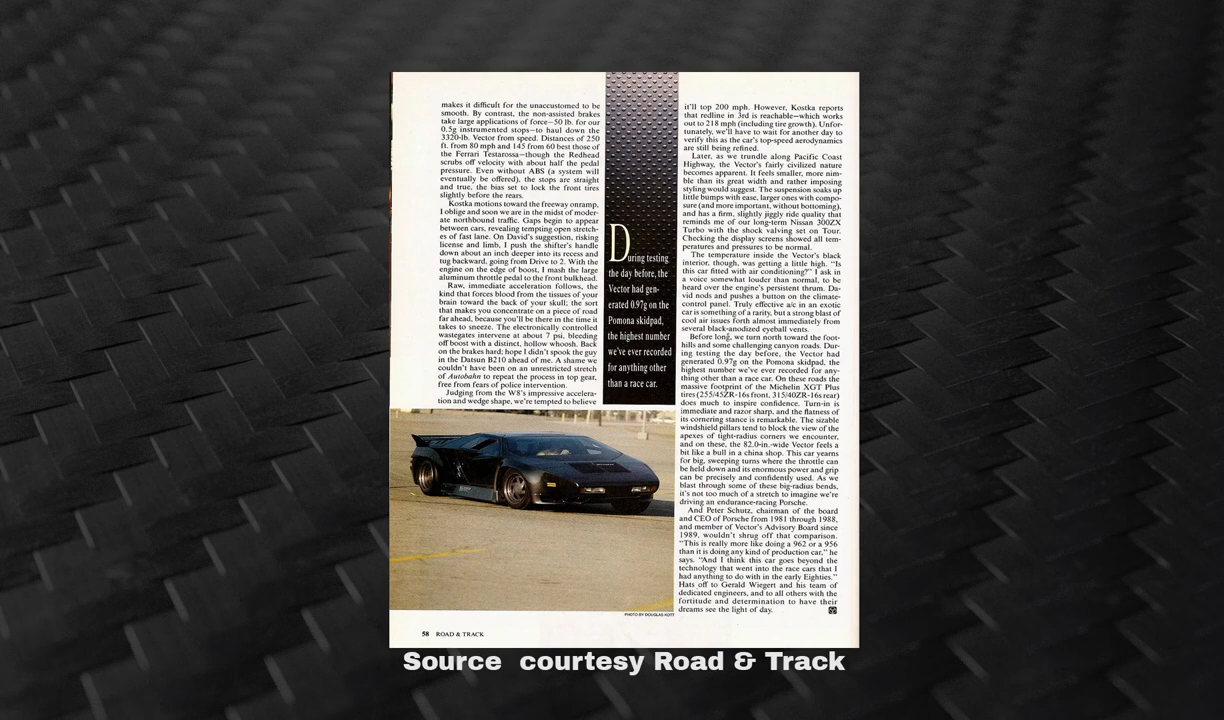 makes it difficult for the unaccustomed to be
smooth. By contrast, the non-assisted brakes
take large applications of force—50 lb. for our
0.5g instrumented stops—to haul down the
3320-lb. Vector from speed. Distances of 250
ft. from 80 mph and 145 from 60 best those of
the Ferrari Testarossa—though the Redhead
scrubs off velocity with about half the pedal
pressure. Even without ABS (a system will
eventually be offered), the stops are straight
and true, the bias set to lock the front tires
slightly before the rears.
Kostka motions toward the freeway onramp,
I oblige and soon we are in the midst of moder-
ate northbound traffic. Gaps begin to appear
between cars, revealing tempting open stretch-
es of fast lane. On David's suggestion, risking
license and limb, I push the shifter's handle
down about an inch deeper into its recess and
tug backward, going from Drive to 2. With the
engine on the edge of boost, I mash the large
aluminum throttle pedal to the front bulkhead.
Raw, immediate acceleration follows, the
kind that forces blood from the tissues of your
brain toward the back of your skull; the sort
that makes you concentrate on a piece of road
far ahead, because you'll be there in the time it
takes to sneeze. The electronically controlled
wastegates intervene at about 7 psi, bleeding
off boost with a distinct, hollow whoosh. Back
on the brakes hard; hope I didn't spook the guy
in the Datsun B210 ahead of me. A shame we
couldn't have been on an unrestricted stretch
of Autobahn to repeat the process in top gear,
free from fears of police intervention.
Judging from the W8's impressive accelera-
tion and wedge shape, we're tempted to believe
During testing
the day before, the
Vector had gen-
erated 0.97g on the
Pomona skidpad,
the highest number
we've ever recorded
for anything other
than a race car.
it'll top 200 mph. However, Kostka reports
that redline in 3rd is reachable—which works
out to 218 mph (including tire growth). Unfor-
tunately, we'll have to wait for another day to
verify this as the car's top-speed aerodynamics
are still being refined.
Later, as we trundle along Pacific Coast
Highway, the Vector's fairly civilized nature
becomes apparent. It feels smaller, more nim-
ble than its great width and rather imposing
styling would suggest. The suspension soaks up
little bumps with ease, larger ones with compo-
sure (and more important, without bottoming),
and has a firm, slightly jiggly ride quality that
reminds me of our long-term Nissan 300ZX
Turbo with the shock valving set on Tour.
Checking the display screens showed all tem-
peratures and pressures to be normal.
The temperature inside the Vector's black
interior, though, was getting a little high. "Is
this car fitted with air conditioning?" I ask in
a voice somewhat louder than normal, to be
heard over the engine's persistent thrum. Da-
vid nods and pushes a button on the climate-
control panel. Truly effective a/c in an exotic
car is something of a rarity, but a strong blast of
cool air issues forth almost immediately from
several black-anodized eyeball vents.
Before long, we turn north toward the foot-
hills and some challenging canyon roads. Dur-
ing testing the day before, the Vector had
generated 0.97g on the Pomona skidpad, the
highest number we've ever recorded for any-
thing other than a race car. On these roads the
massive footprint of the Michelin XGT Plus
tires (255/45ZR-16s front, 315/40ZR-16s rear)
does much to inspire confidence. Turn-in is
immediate and razor sharp, and the flatness of
its cornering stance is remarkable. The sizable
windshield pillars tend to block the view of the
apexes of tight-radius corners we encounter,
and on these, the 82.0-in.-wide Vector feels a
bit like a bull in a china shop. This car yearns
for big, sweeping turns where the throttle can
be held down and its enormous power and grip
can be precisely and confidently used. As we
blast through some of these big-radius bends,
it's not too much of a stretch to imagine we're
driving an endurance-racing Porsche.
And Peter Schutz, chairman of the board
and CEO of Porsche from 1981 through 1988,
and member of Vector's Advisory Board since
1989, wouldn't shrug off that comparison.
"This is really more like doing a 962 or a 956
than it is doing any kind of production car," he
says. "And I think this car goes beyond the
technology that went into the race cars that I
had anything to do with in the early Eighties."
Hats off to Gerald Wiegert and his team of
dedicated engineers, and to all others with the
fortitude and determination to have their
dreams see the light of day.
PHOTO BY DOUGLAS KOTT
58 ROAD & TRACK
Source courtesy Road & Track